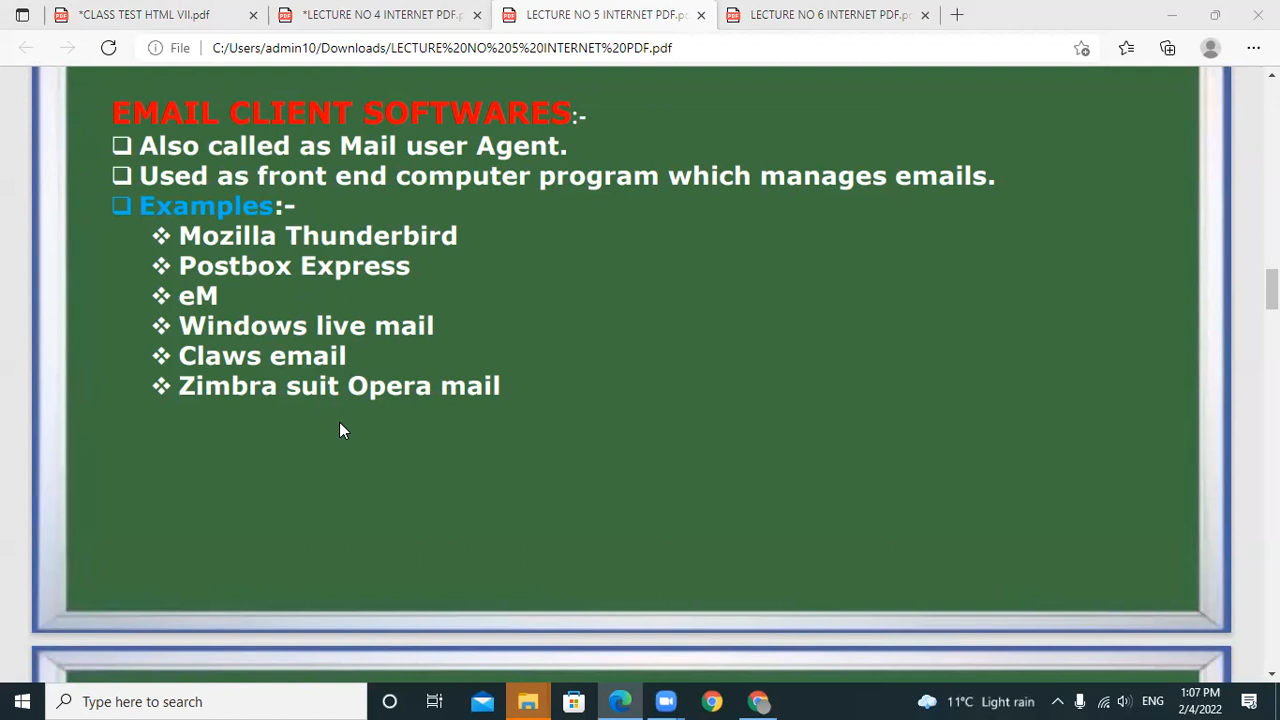 *CLASS TEST HTML VII.pdf
*LECTURE NO 4 INTERNET PDF.p
LECTURE NO 5 INTERNET PDF.pd
LECTURE NO 6 INTERNET PDF.pd
File
C:/Users/admin10/Downloads/LECTURE%20NO%205%20INTERNET%20PDF.pdf
EMAIL CLIENT SOFTWARES:-
❑ Also called as Mail user Agent.
❑ Used as front end computer program which manages emails.
❑ Examples:-
❖ Mozilla Thunderbird
❖ Postbox Express
❖ eM
❖ Windows live mail
❖ Claws email
❖ Zimbra suit Opera mail
Type here to search
11°C Light rain
ENG
1:07 PM
2/4/2022